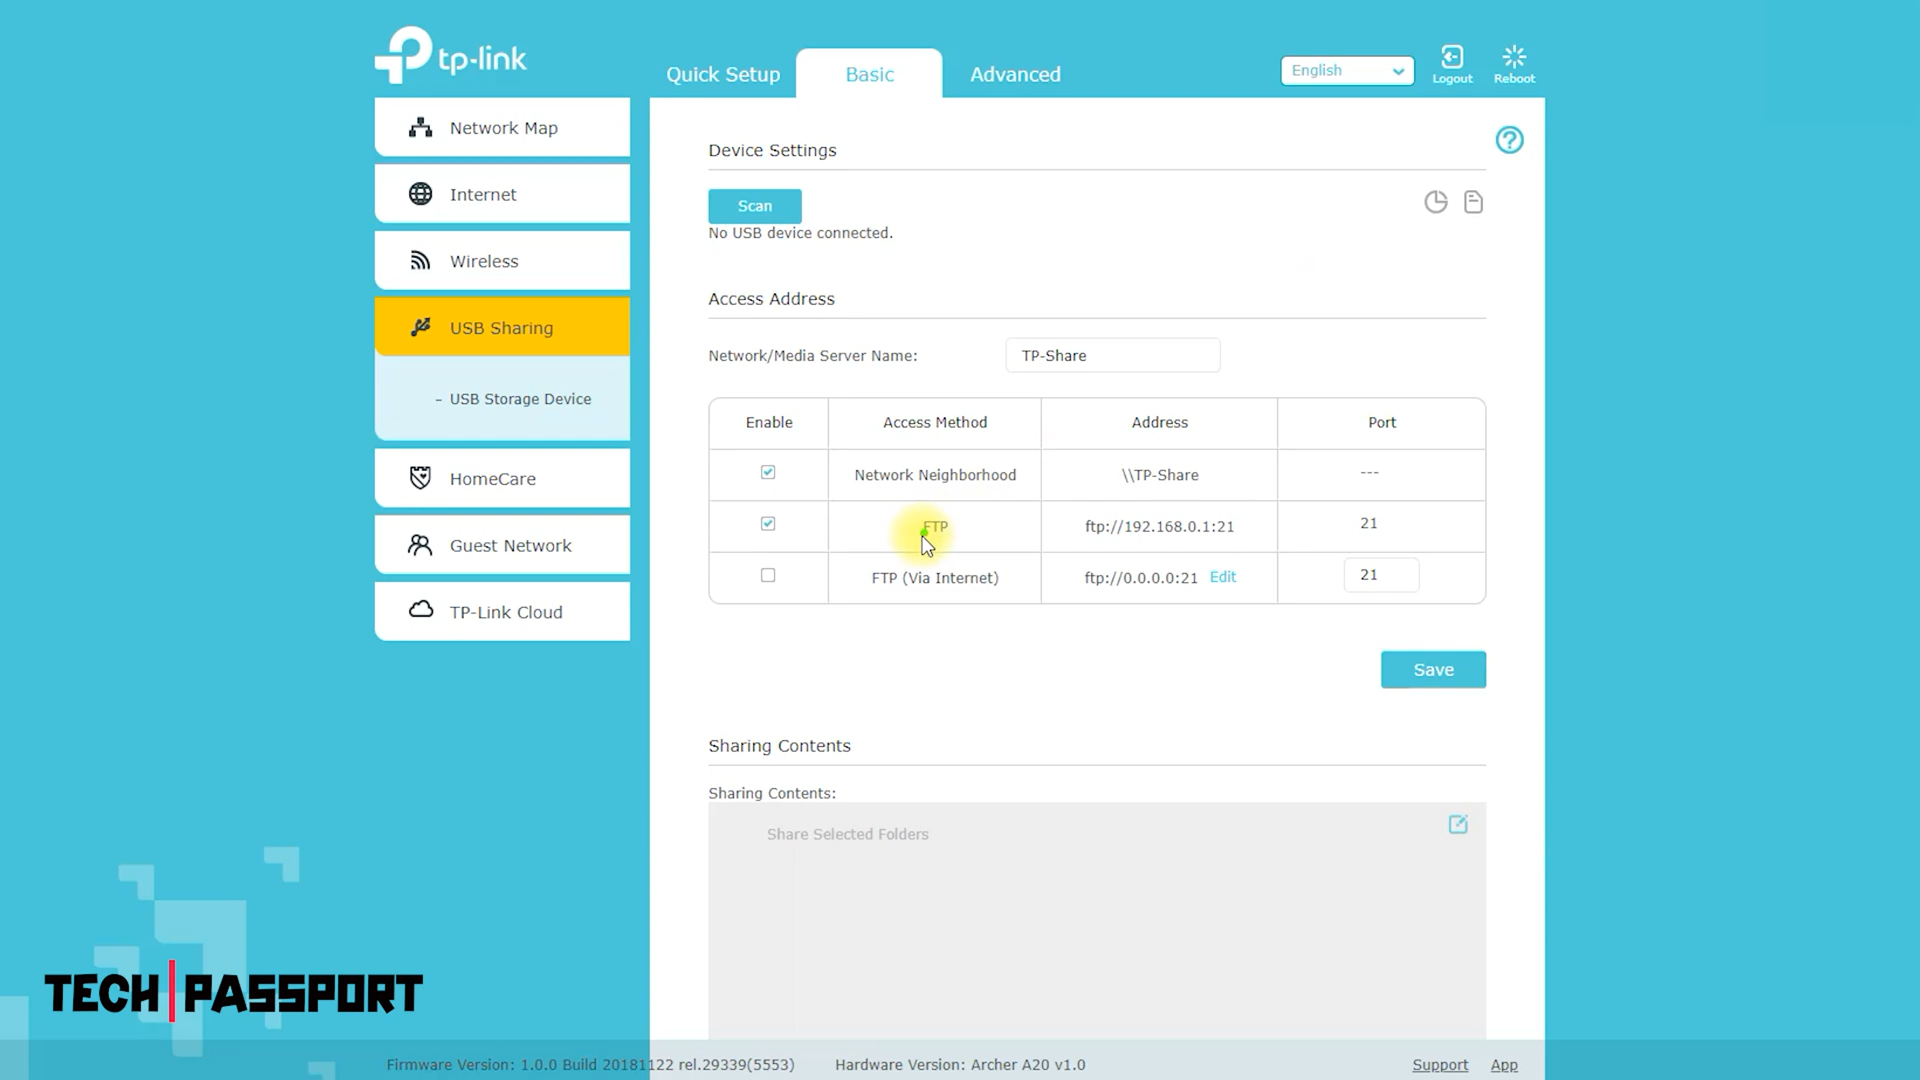 tp-link
Quick Setup
Basic
Advanced
English
Logout
Reboot
Network Map
Internet
Wireless
USB Sharing
- USB Storage Device
HomeCare
Guest Network
TP-Link Cloud
Device Settings
?
Scan
No USB device connected.
Access Address
Network/Media Server Name: TP-Share
Enable Access Method Address Port
Network Neighborhood \\TP-Share ---
FTP ftp://192.168.0.1:21 21
FTP (Via Internet) ftp://0.0.0.0:21 Edit 21
Save
Sharing Contents
Sharing Contents:
Share Selected Folders
TECH PASSPORT
Firmware Version: 1.0.0 Build 20181122 rel.29339(5553) Hardware Version: Archer A20 v1.0 Support App